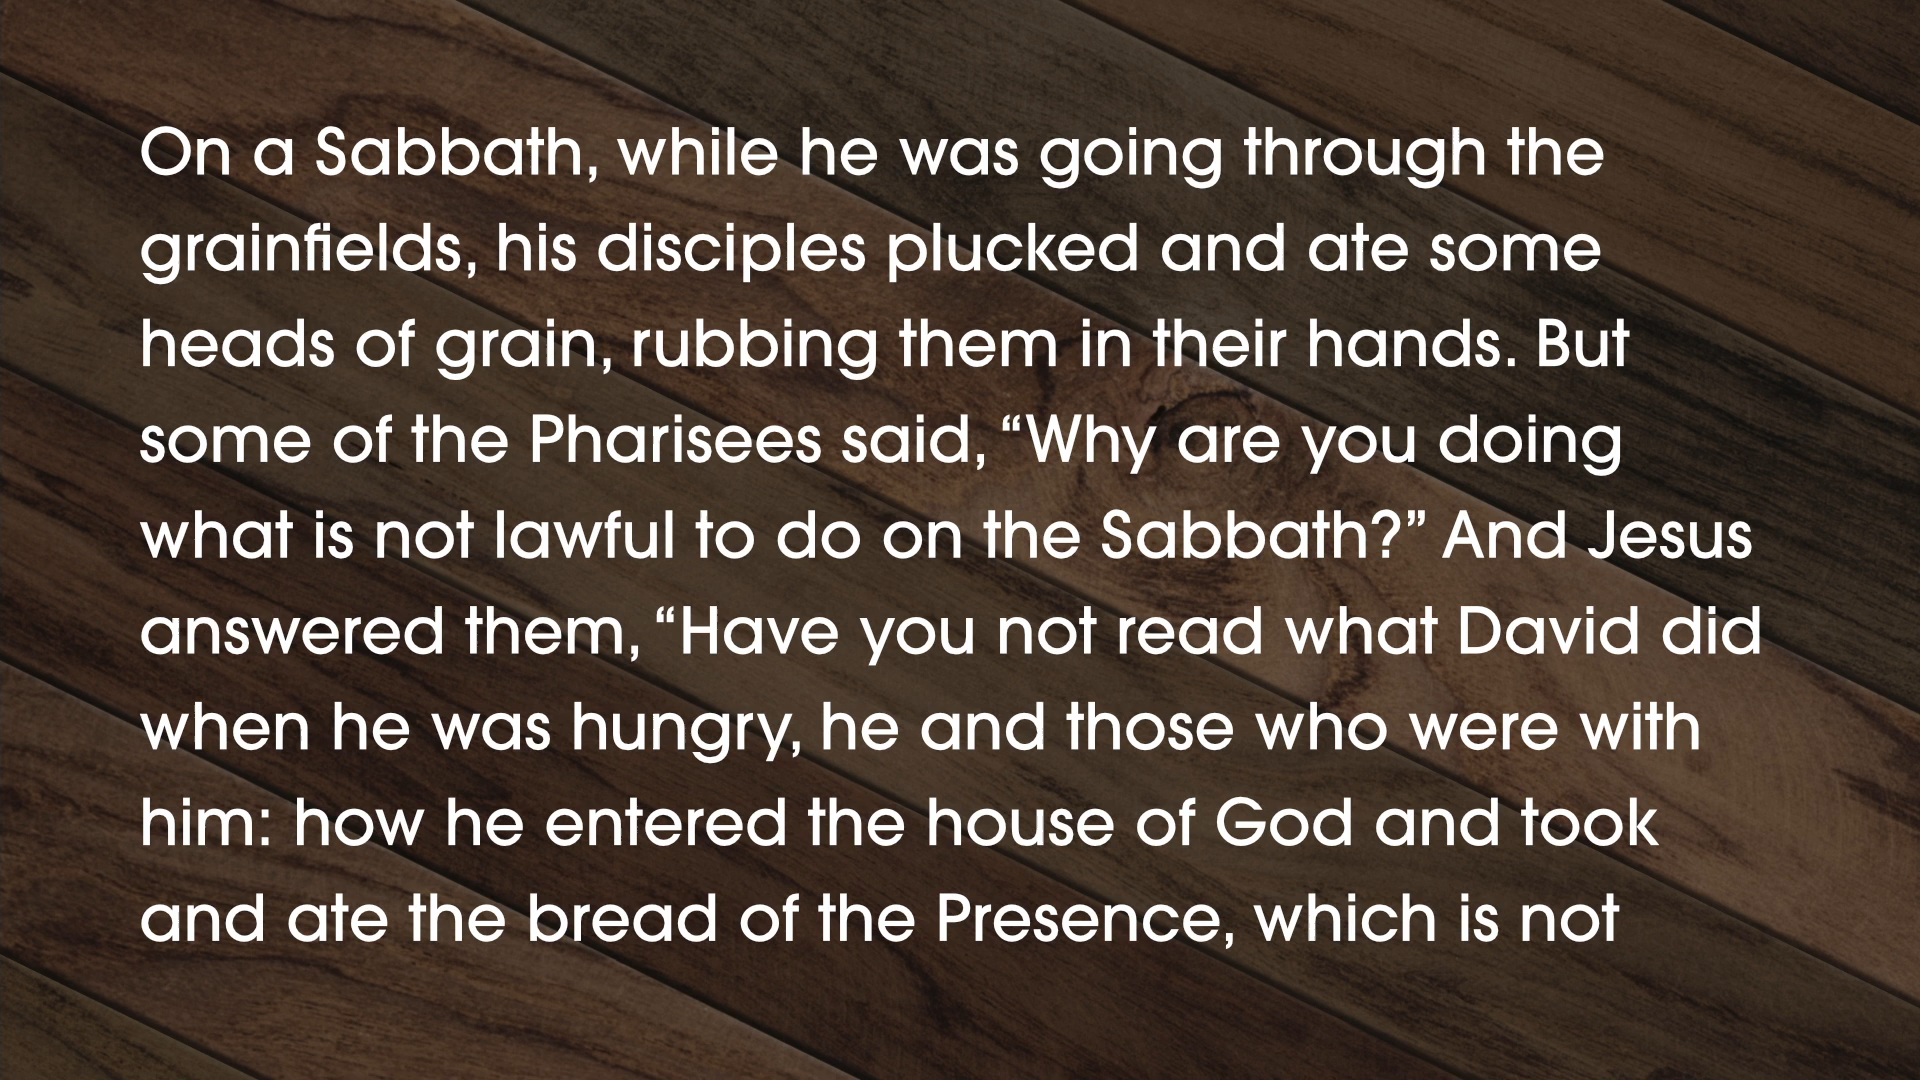 On a Sabbath, while he was going through the
grainfields, his disciples plucked and ate some
heads of grain, rubbing them in their hands. But
some of the Pharisees said, “Why are you doing
what is not lawful to do on the Sabbath?” And Jesus
answered them, “Have you not read what David did
when he was hungry, he and those who were with
him: how he entered the house of God and took
and ate the bread of the Presence, which is not